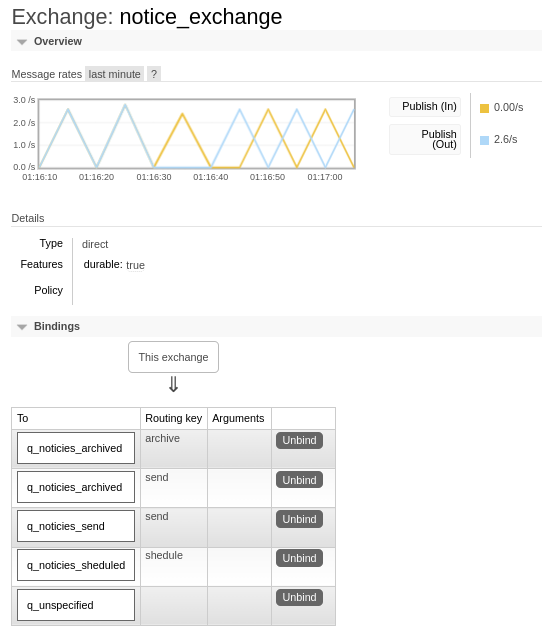 Exchange: notice_exchange
Overview
Message rates last minute ?
3.0 /s
2.0 /s
1.0 /s
0.0 /s
01:16:10 01:16:20 01:16:30 01:16:40 01:16:50 01:17:00
Publish (In) 0.00/s
Publish
(Out) 2.6/s
Details
Type direct
Features durable: true
Policy
Bindings
This exchange
⇓
To Routing key Arguments
q_noticies_archived archive Unbind
q_noticies_archived send Unbind
q_noticies_send send Unbind
q_noticies_sheduled shedule Unbind
q_unspecified Unbind